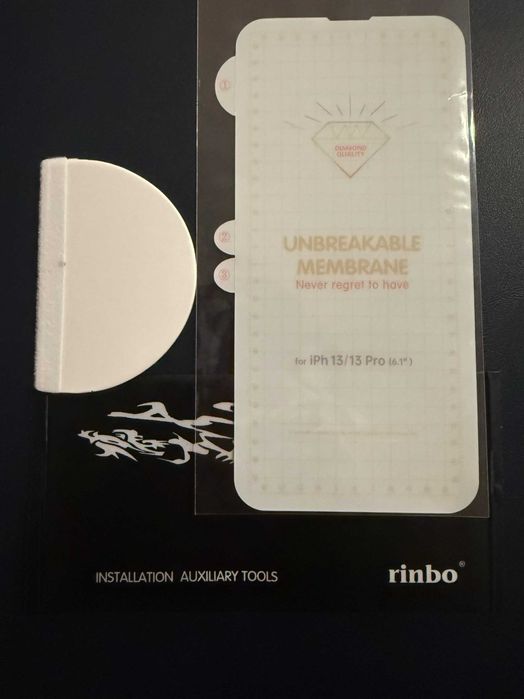 ①
DIAMOND
QUALITY
②
UNBREAKABLE
MEMBRANE
③
Never regret to have
for iPh 13/13 Pro (6.1")
INSTALLATION AUXILIARY TOOLS
rinbo®